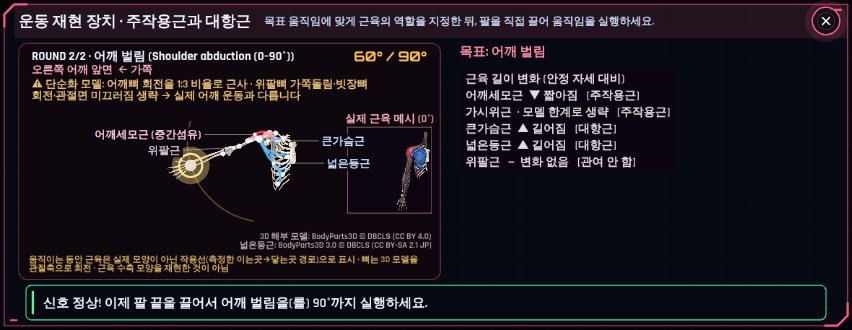 운동 재현 장치 · 주작용근과 대항근
목표 움직임에 맞게 근육의 역할을 지정한 뒤, 팔을 직접 끌어 움직임을 실행하세요.
ROUND 2/2 · 어깨 벌림 (Shoulder abduction (0-90°))
60°/90°
오른쪽 어깨 앞면 ← 가쪽
⚠ 단순화 모델: 어깨뼈 회전을 1:3 비율로 근사 · 위팔뼈 가쪽돌림·빗장뼈
회전·관절면 미끄러짐 생략 → 실제 어깨 운동과 다릅니다
실제 근육 메시 (0°)
어깨세모근 (중간섬유)
위팔근
큰가슴근
넓은등근
3D 해부 모델: BodyParts3D © DBCLS (CC BY 4.0)
넓은등근: BodyParts3D 3.0 © DBCLS (CC BY-SA 2.1 JP)
움직이는 동안 근육은 실제 모양이 아닌 작용선(측정한 이는곳→닿는곳 경로)으로 표시 · 뼈는 3D 모델을
관절축으로 회전 · 근육 수축 모양을 재현한 것이 아님
목표: 어깨 벌림
근육 길이 변화 (안정 자세 대비)
어깨세모근 ▼ 짧아짐 [주작용근]
가시위근 · 모델 한계로 생략 [주작용근]
큰가슴근 ▲ 길어짐 [대항근]
넓은등근 ▲ 길어짐 [대항근]
위팔근 – 변화 없음 [관여 안 함]
신호 정상! 이제 팔 끝을 끌어서 어깨 벌림을(를) 90°까지 실행하세요.